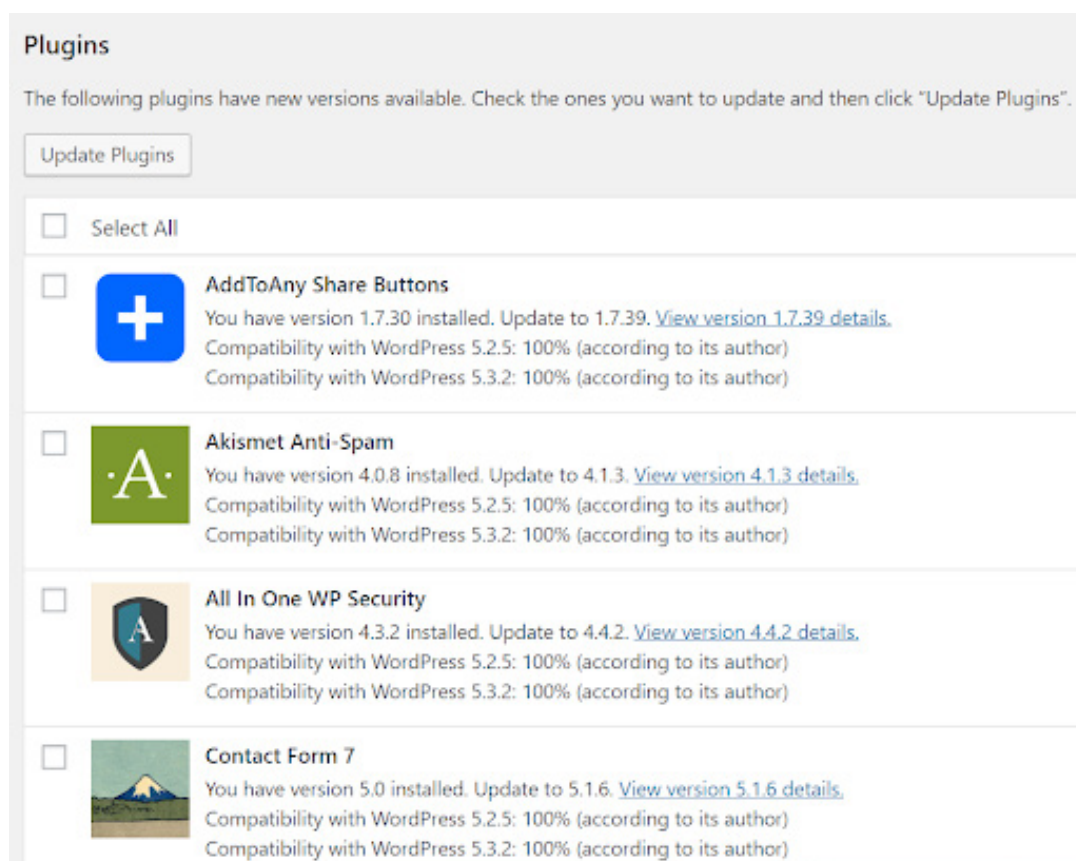 Plugins
The following plugins have new versions available. Check the ones you want to update and then click “Update Plugins”.
Update Plugins
Select All
AddToAny Share Buttons
You have version 1.7.30 installed. Update to 1.7.39. View version 1.7.39 details.
Compatibility with WordPress 5.2.5: 100% (according to its author)
Compatibility with WordPress 5.3.2: 100% (according to its author)
·A·
Akismet Anti-Spam
You have version 4.0.8 installed. Update to 4.1.3. View version 4.1.3 details.
Compatibility with WordPress 5.2.5: 100% (according to its author)
Compatibility with WordPress 5.3.2: 100% (according to its author)
A
All In One WP Security
You have version 4.3.2 installed. Update to 4.4.2. View version 4.4.2 details.
Compatibility with WordPress 5.2.5: 100% (according to its author)
Compatibility with WordPress 5.3.2: 100% (according to its author)
Contact Form 7
You have version 5.0 installed. Update to 5.1.6. View version 5.1.6 details.
Compatibility with WordPress 5.2.5: 100% (according to its author)
Compatibility with WordPress 5.3.2: 100% (according to its author)